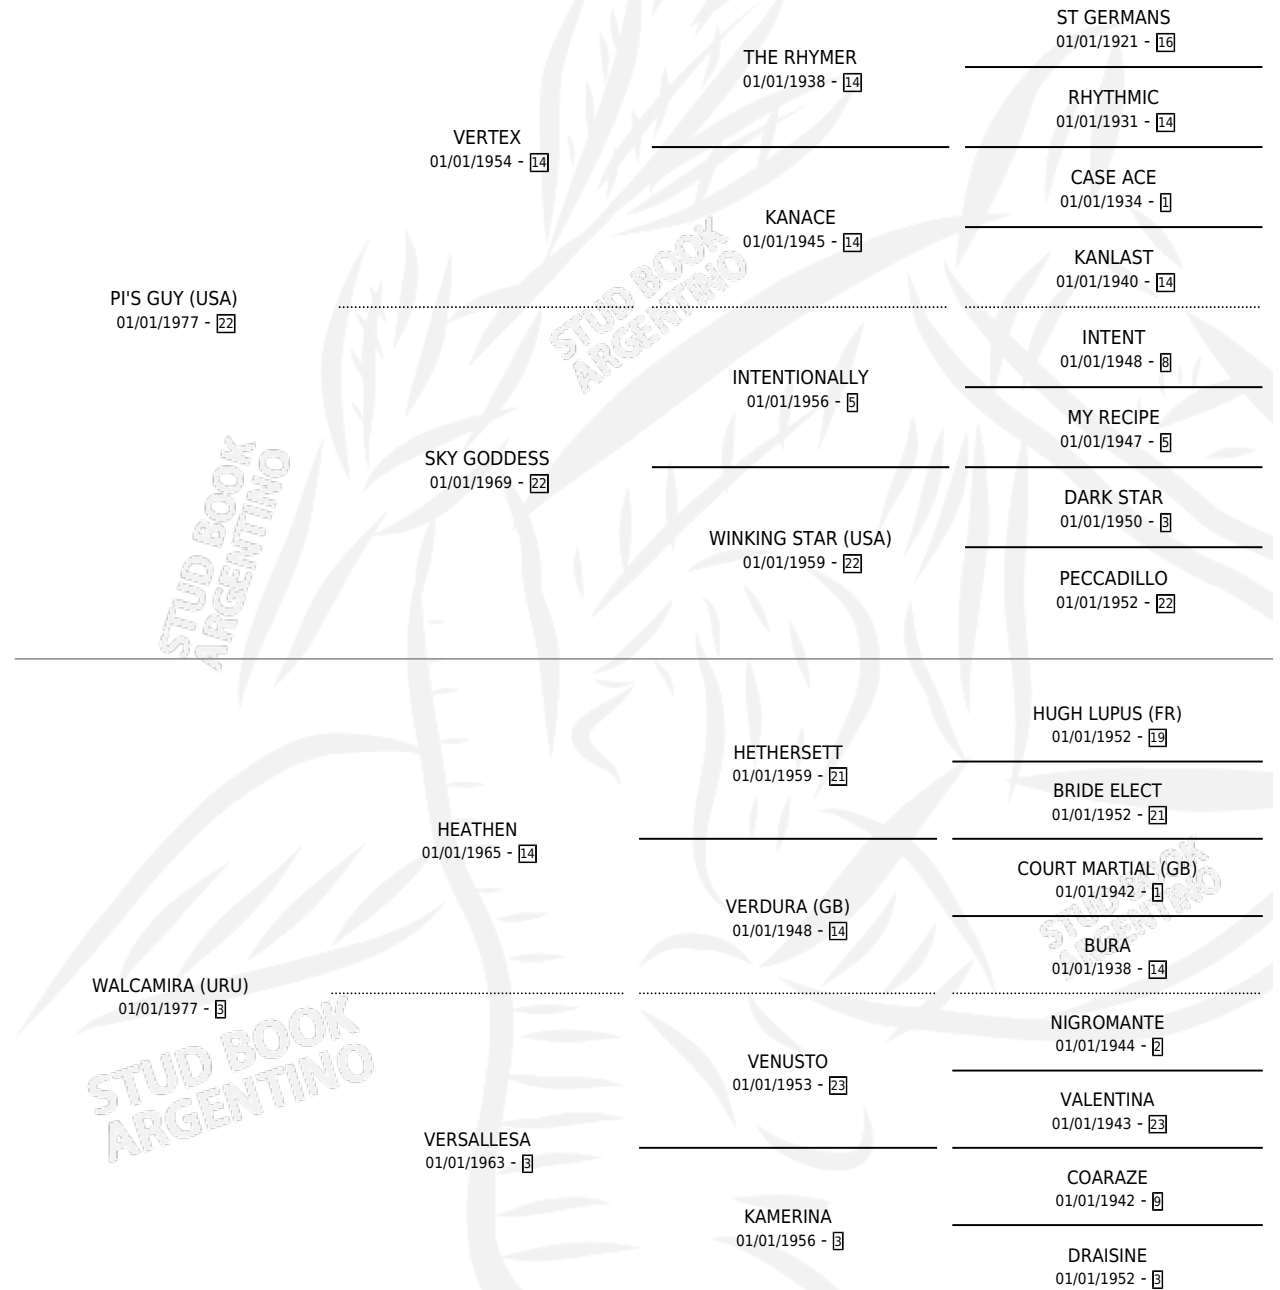 ST GERMANS
01/01/1921 - 16
THE RHYMER
01/01/1938 - 14
RHYTHMIC
01/01/1931 - 14
VERTEX
01/01/1954 - 14
CASE ACE
01/01/1934 - 1
KANACE
01/01/1945 - 14
KANLAST
01/01/1940 - 14
PI'S GUY (USA)
01/01/1977 - 22
STUD BOOK
ARGENTINO
INTENT
01/01/1948 - 8
INTENTIONALLY
01/01/1956 - 5
MY RECIPE
01/01/1947 - 5
SKY GODDESS
01/01/1969 - 22
DARK STAR
01/01/1950 - 3
WINKING STAR (USA)
01/01/1959 - 22
PECCADILLO
01/01/1952 - 22
STUD BOOK
ARGENTINO
HUGH LUPUS (FR)
01/01/1952 - 19
HETHERSETT
01/01/1959 - 21
BRIDE ELECT
01/01/1952 - 21
HEATHEN
01/01/1965 - 14
COURT MARTIAL (GB)
01/01/1942 - 1
VERDURA (GB)
01/01/1948 - 14
BURA
01/01/1938 - 14
STUD BOOK
ARGENTINO
WALCAMIRA (URU)
01/01/1977 - 3
STUD BOOK
ARGENTINO
NIGROMANTE
01/01/1944 - 2
VENUSTO
01/01/1953 - 23
VALENTINA
01/01/1943 - 23
VERSALLESA
01/01/1963 - 3
COARAZE
01/01/1942 - 9
KAMERINA
01/01/1956 - 3
DRAISINE
01/01/1952 - 3